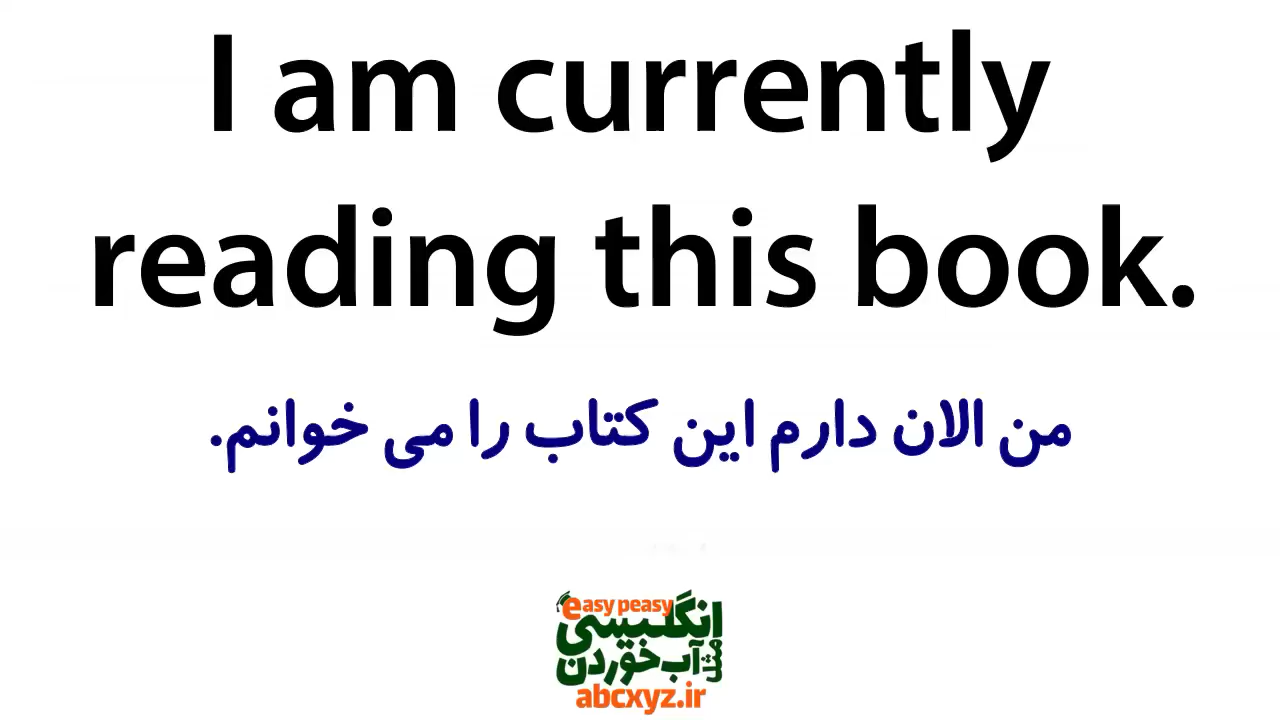 I am currently
reading this book.
من الان دارم این کتاب را می خوانم.
easy peasy
انگلیسی
مثل آب خوردن
abcxyz.ir